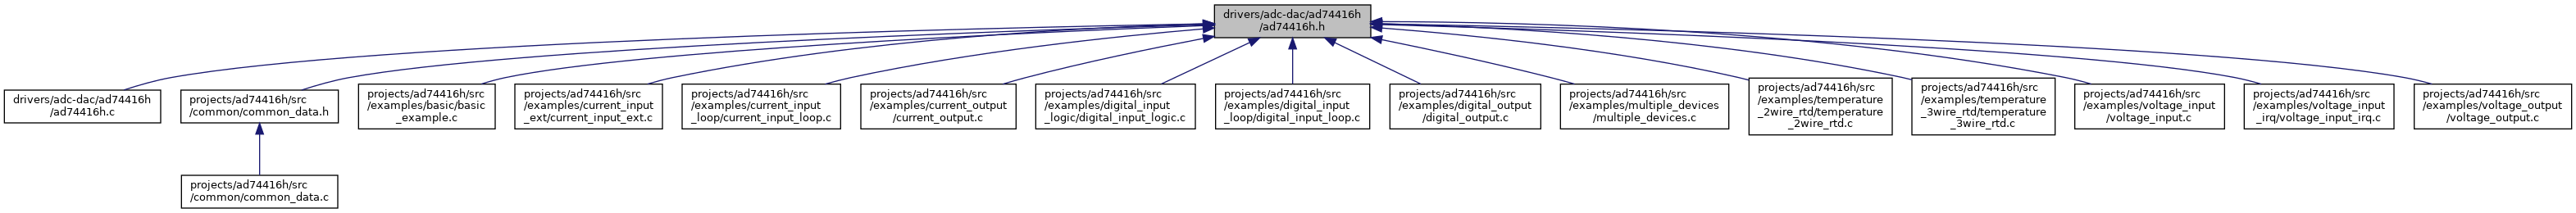 drivers/adc-dac/ad74416h
/ad74416h.h
drivers/adc-dac/ad74416h
/ad74416h.c
projects/ad74416h/src
/common/common_data.h
projects/ad74416h/src
/examples/basic/basic
_example.c
projects/ad74416h/src
/examples/current_input
_ext/current_input_ext.c
projects/ad74416h/src
/examples/current_input
_loop/current_input_loop.c
projects/ad74416h/src
/examples/current_output
/current_output.c
projects/ad74416h/src
/examples/digital_input
_logic/digital_input_logic.c
projects/ad74416h/src
/examples/digital_input
_loop/digital_input_loop.c
projects/ad74416h/src
/examples/digital_output
/digital_output.c
projects/ad74416h/src
/examples/multiple_devices
/multiple_devices.c
projects/ad74416h/src
/examples/temperature
_2wire_rtd/temperature
_2wire_rtd.c
projects/ad74416h/src
/examples/temperature
_3wire_rtd/temperature
_3wire_rtd.c
projects/ad74416h/src
/examples/voltage_input
/voltage_input.c
projects/ad74416h/src
/examples/voltage_input
_irq/voltage_input_irq.c
projects/ad74416h/src
/examples/voltage_output
/voltage_output.c
projects/ad74416h/src
/common/common_data.c